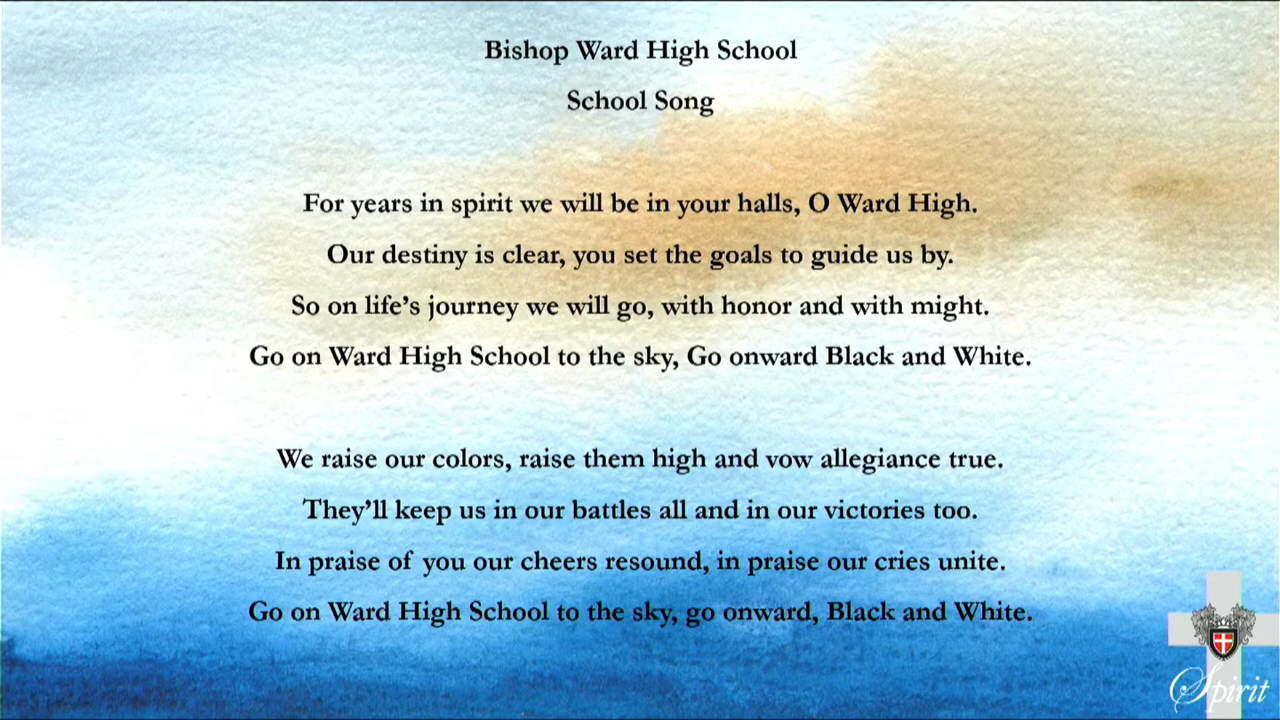 Bishop Ward High School
School Song
For years in spirit we will be in your halls, O Ward High.
Our destiny is clear, you set the goals to guide us by.
So on life’s journey we will go, with honor and with might.
Go on Ward High School to the sky, Go onward Black and White.
We raise our colors, raise them high and vow allegiance true.
They’ll keep us in our battles all and in our victories too.
In praise of you our cheers resound, in praise our cries unite.
Go on Ward High School to the sky, go onward, Black and White.
Spirit